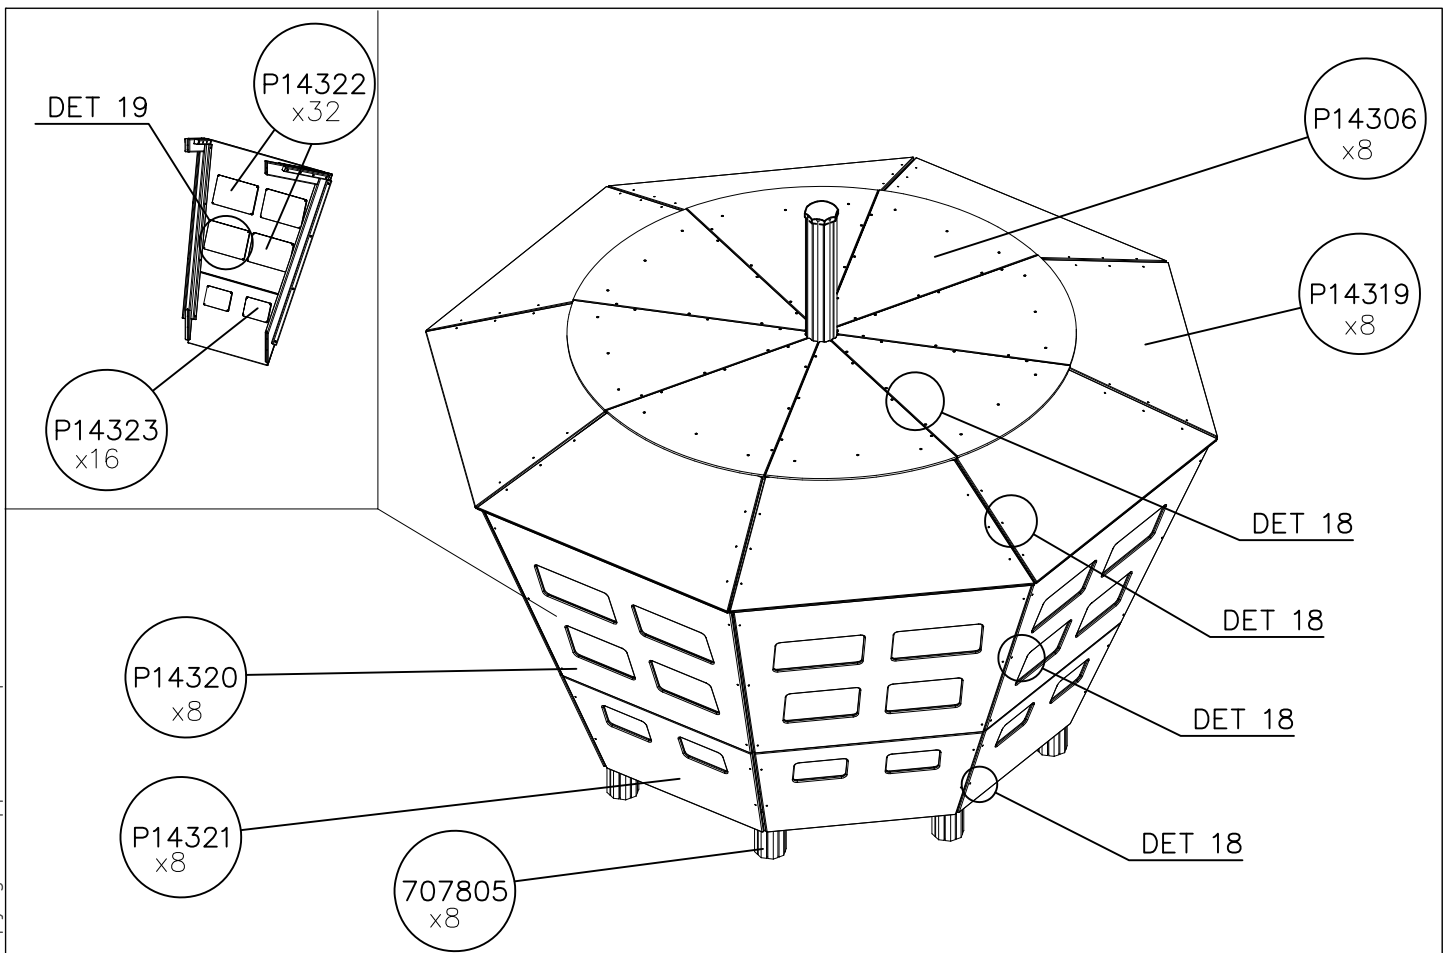 P14322
x32
DET 19
P14306
x8
P14319
x8
P14323
x16
DET 18
DET 18
P14320
x8
DET 18
P14321
x8
DET 18
707805
x8